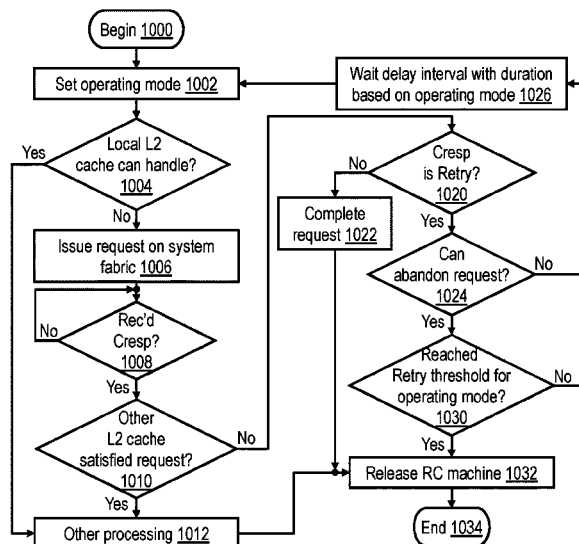 Begin 1000
Set operating mode 1002
Yes
Local L2
cache can handle?
1004
No
Issue request on system
fabric 1006
No
Rec'd
Cresp?
1008
Yes
Other
L2 cache
satisfied request?
1010
No
Yes
Other processing 1012
Wait delay interval with duration
based on operating mode 1026
No
Cresp
is Retry?
1020
Complete
request 1022
Yes
Can
abandon request?
1024
No
Yes
Reached
Retry threshold for
operating mode?
1030
No
Yes
Release RC machine 1032
End 1034